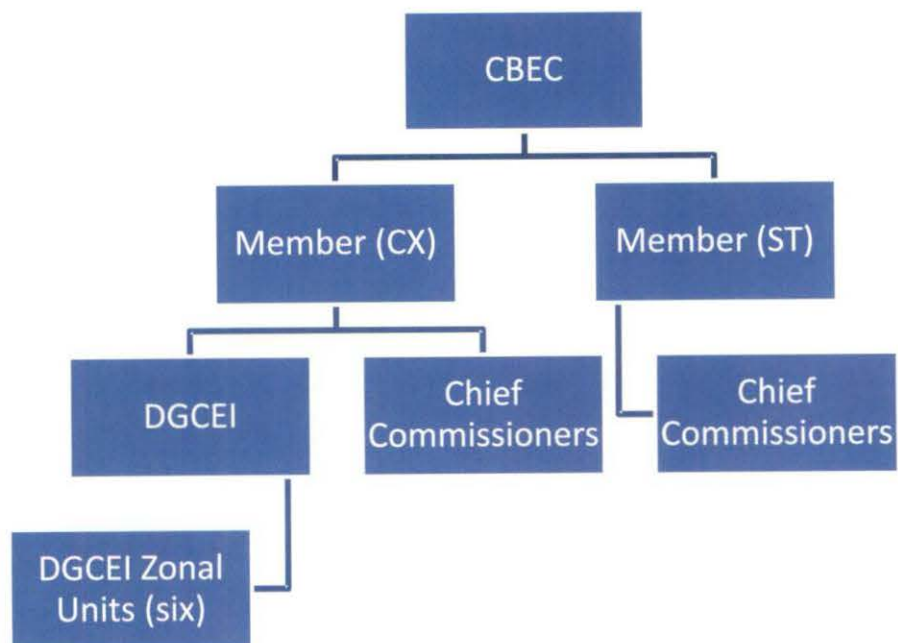 CBEC
Member (CX)
Member (ST)
DGCEI
Chief
Commissioners
Chief
Commissioners
DGCEI Zonal
Units (six)